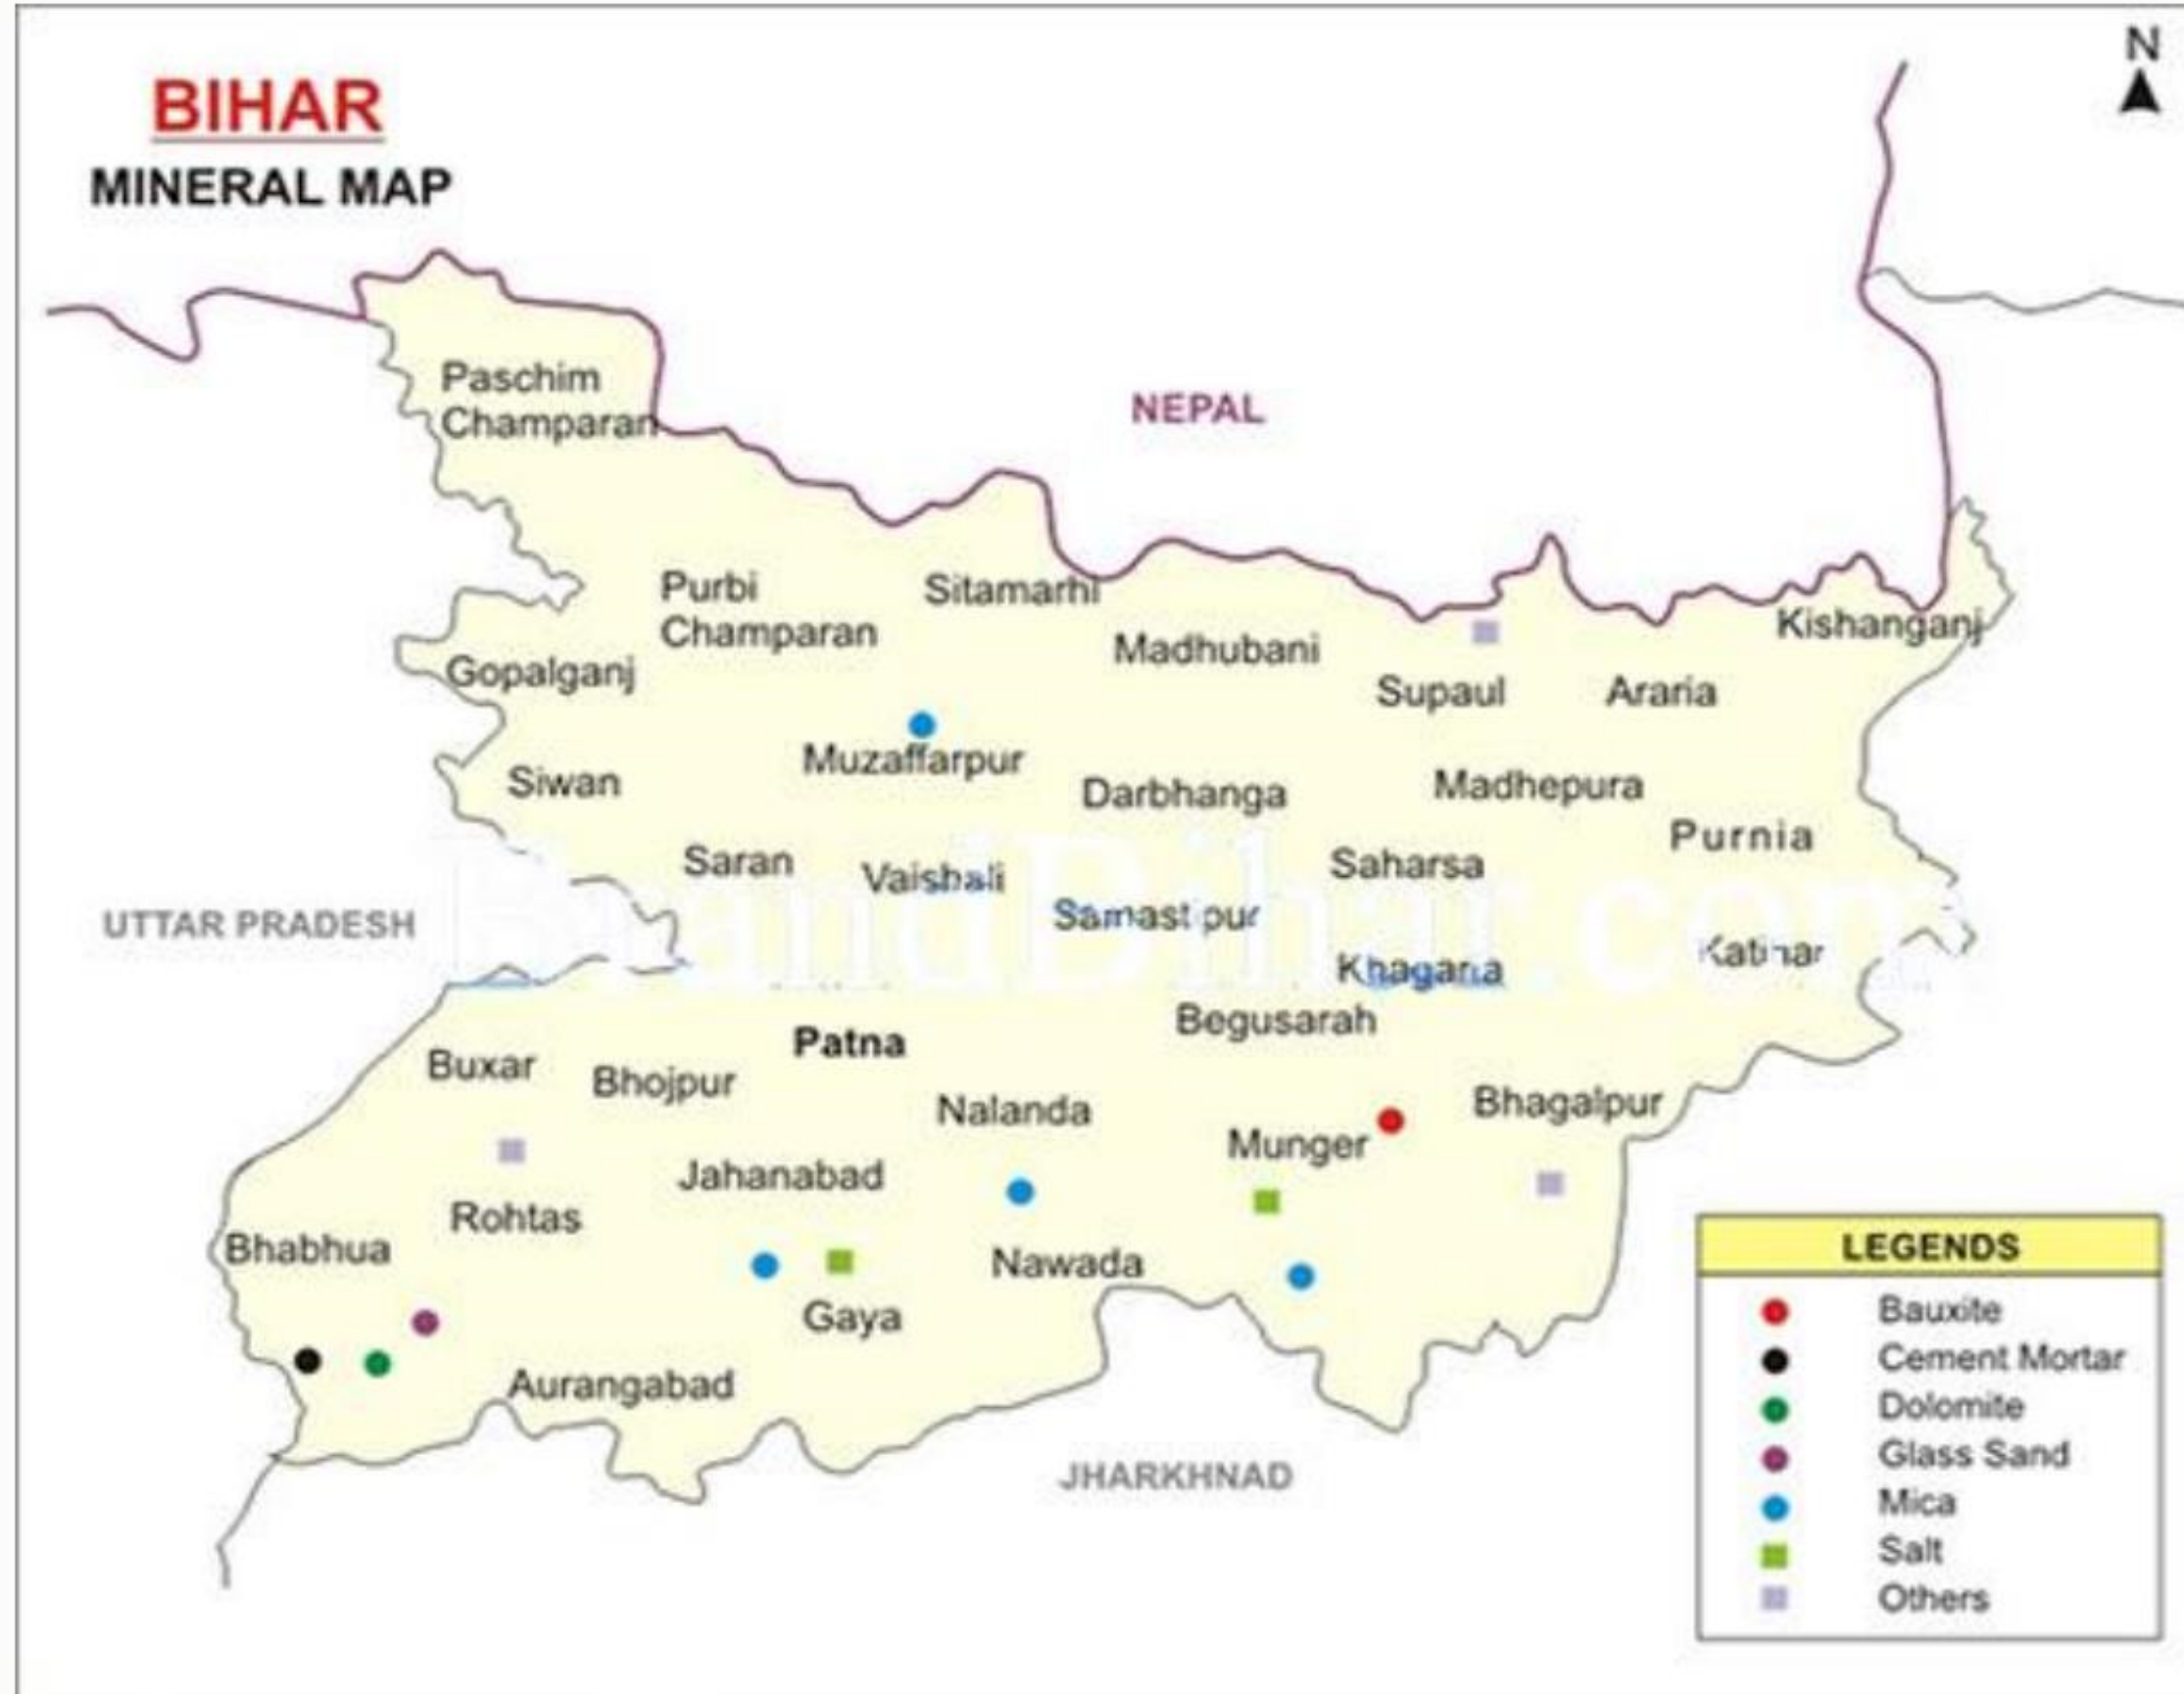 N
BIHAR
MINERAL MAP
Paschim
Champaran
NEPAL
Purbi
Champaran
Sitamarhi
Madhubani
Kishanganj
Gopalganj
Supaul
Araria
Muzaffarpur
Siwan
Darbhanga
Madhepura
Purnia
Saran
Vaishali
Saharsa
Samastipur
UTTAR PRADESH
Katihar
Begusarah
Patna
Buxar
Bhojpur
Nalanda
Bhagalpur
Munger
Jahanabad
Rohtas
Bhabhua
Nawada
Gaya
Aurangabad
JHARKHNAD
LEGENDS
Bauxite
Cement Mortar
Dolomite
Glass Sand
Mica
Salt
Others